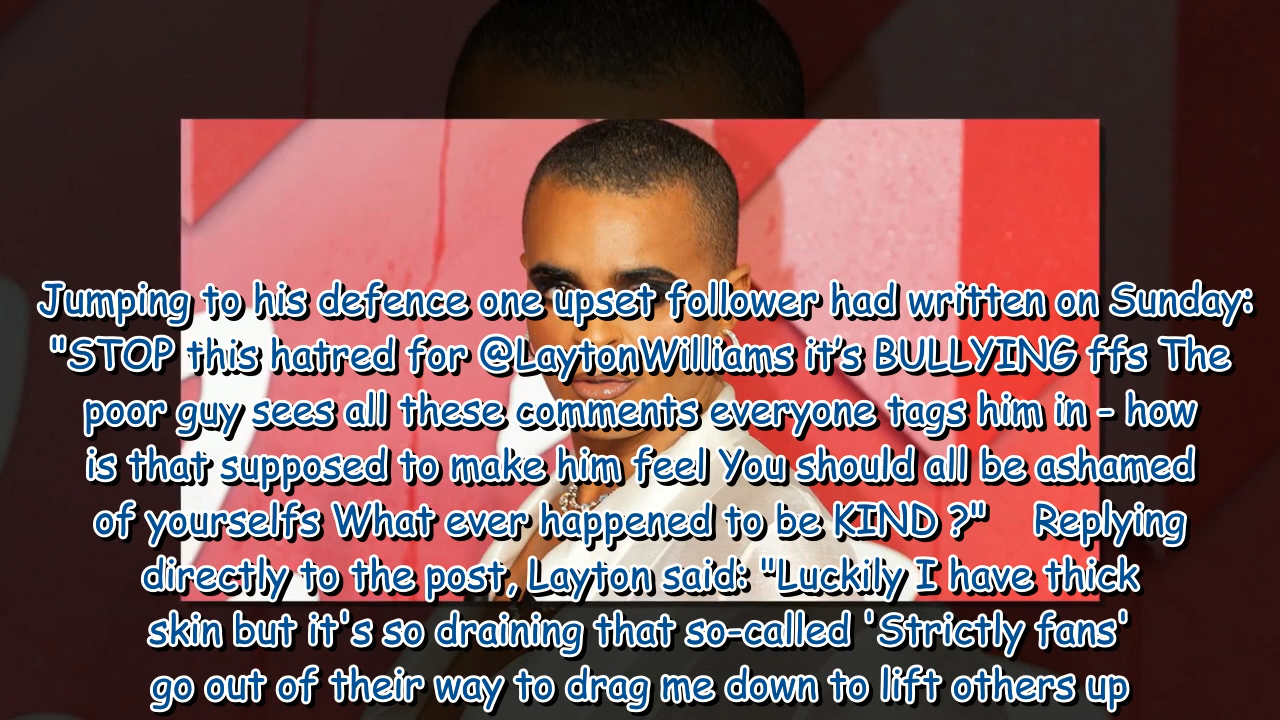 Jumping to his defence one upset follower had written on Sunday:
"STOP this hatred for @LaytonWilliams it’s BULLYING ffs The
poor guy sees all these comments everyone tags him in - how
is that supposed to make him feel You should all be ashamed
of yourselfs What ever happened to be KIND ?" Replying
directly to the post, Layton said: "Luckily I have thick
skin but it's so draining that so-called 'Strictly fans'
go out of their way to drag me down to lift others up